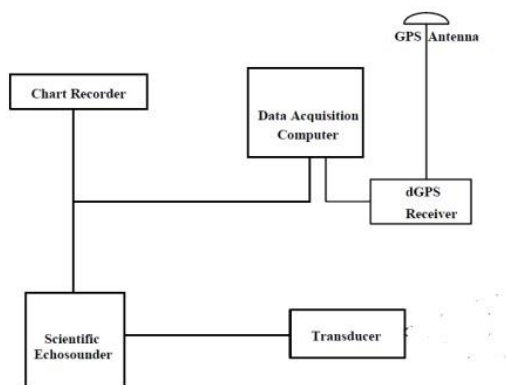 GPS Antenna
Chart Recorder
Data Acquisition
Computer
dGPS
Receiver
Scientific
Echosounder
Transducer